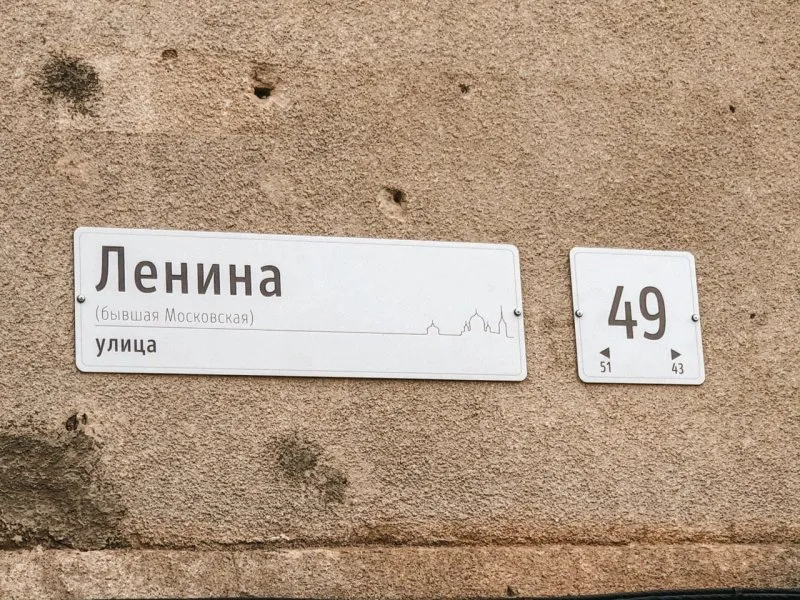 Ленина
(бывшая Московская)
улица
49
51 43